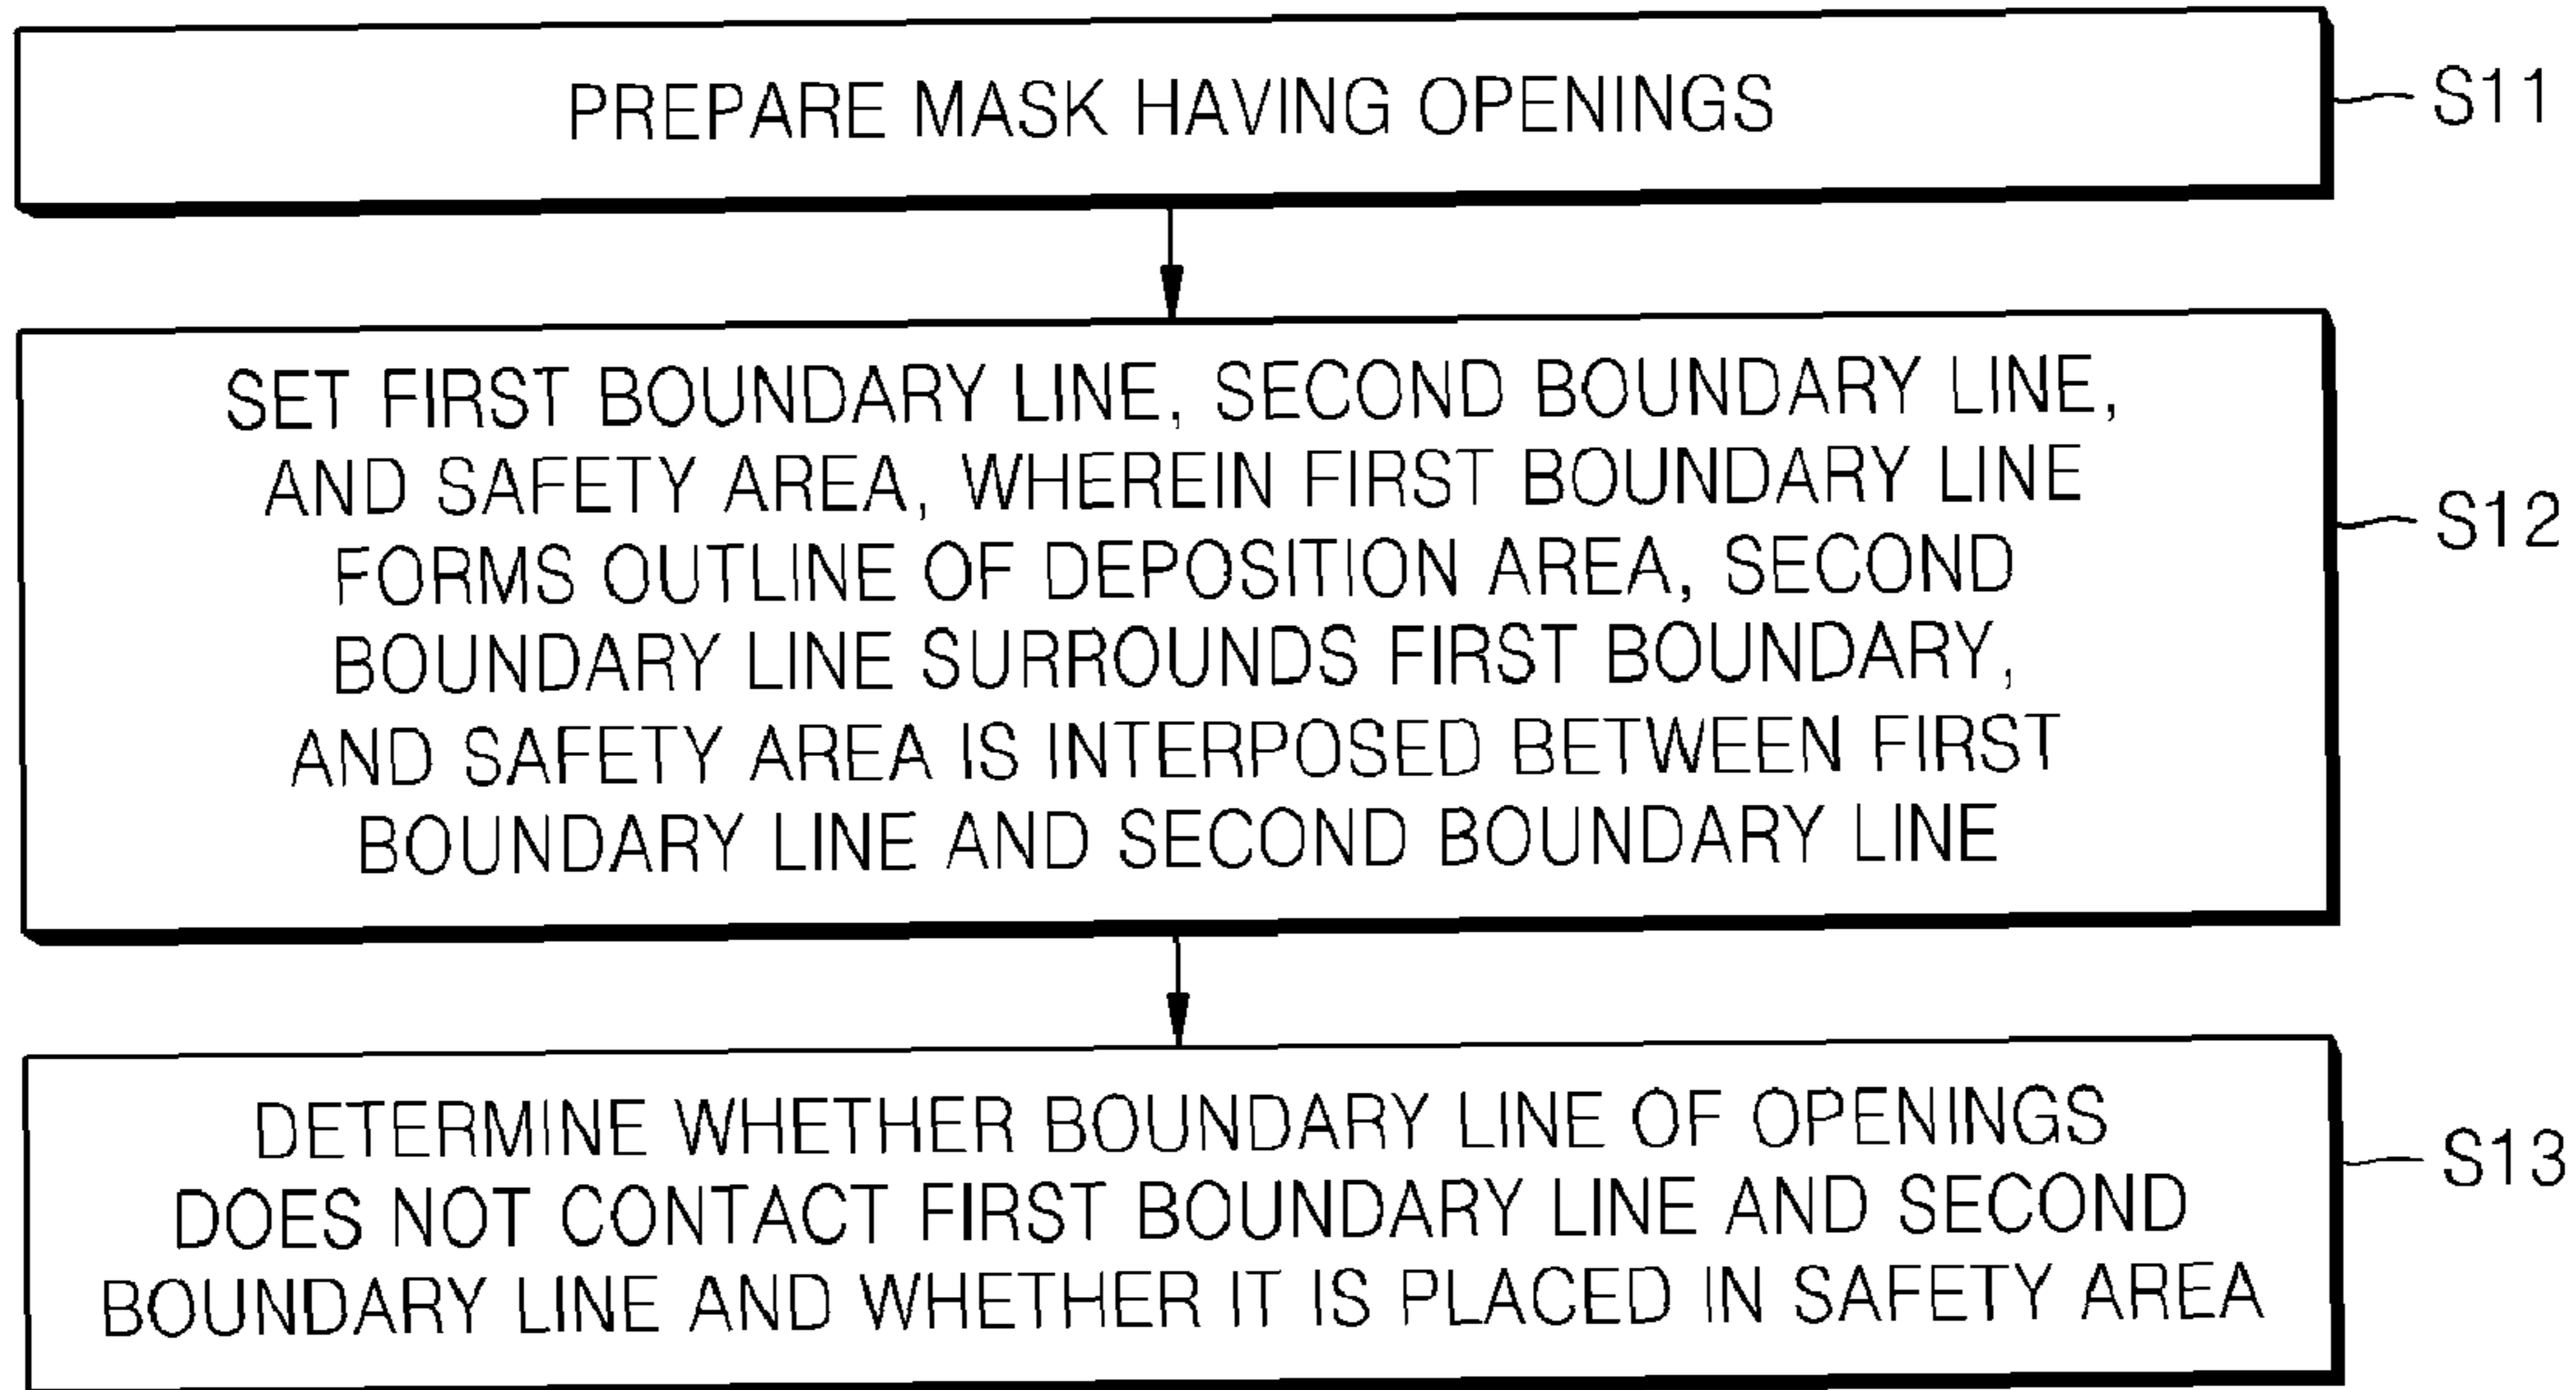 PREPARE MASK HAVING OPENINGS
S11
SET FIRST BOUNDARY LINE, SECOND BOUNDARY LINE,
AND SAFETY AREA, WHEREIN FIRST BOUNDARY LINE
FORMS OUTLINE OF DEPOSITION AREA, SECOND
BOUNDARY LINE SURROUNDS FIRST BOUNDARY,
AND SAFETY AREA IS INTERPOSED BETWEEN FIRST
BOUNDARY LINE AND SECOND BOUNDARY LINE
S12
DETERMINE WHETHER BOUNDARY LINE OF OPENINGS
DOES NOT CONTACT FIRST BOUNDARY LINE AND SECOND
BOUNDARY LINE AND WHETHER IT IS PLACED IN SAFETY AREA
S13